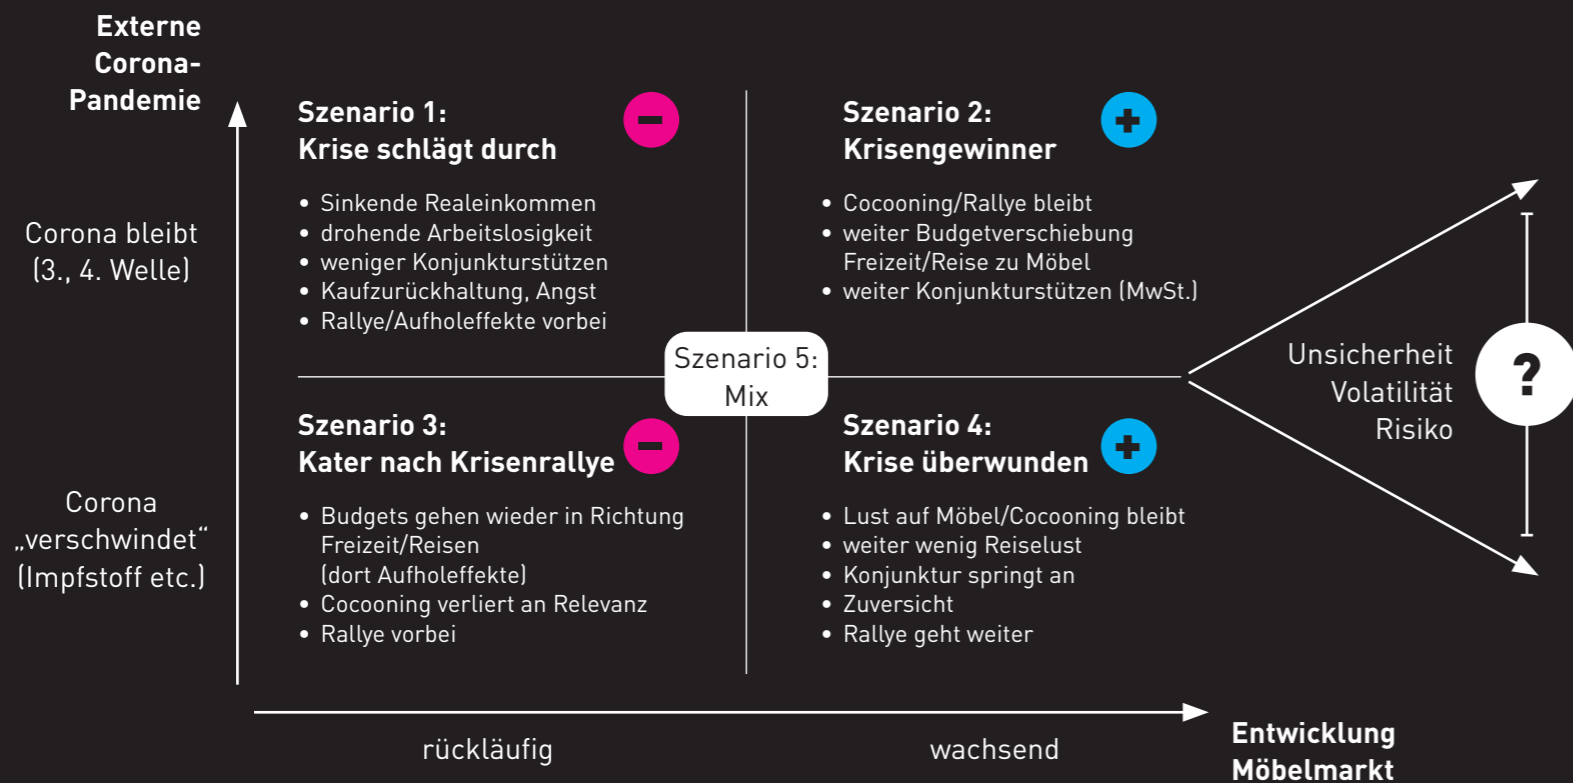 Externe
Corona-
Pandemie
Szenario 1:
Krise schlägt durch
• Sinkende Realeinkommen
• drohende Arbeitslosigkeit
• weniger Konjunkturstützen
• Kaufzurückhaltung, Angst
• Rallye/Aufholeffekte vorbei
Szenario 2:
Krisengewinner
• Cocooning/Rallye bleibt
• weiter Budgetverschiebung
Freizeit/Reise zu Möbel
• weiter Konjunkturstützen (MwSt.)
Corona bleibt
(3., 4. Welle)
Szenario 5:
Mix
Unsicherheit
Volatilität
Risiko
?
Szenario 3:
Kater nach Krisenrallye
• Budgets gehen wieder in Richtung
Freizeit/Reisen
(dort Aufholeffekte)
• Cocooning verliert an Relevanz
• Rallye vorbei
Szenario 4:
Krise überwunden
• Lust auf Möbel/Cocooning bleibt
• weiter wenig Reiselust
• Konjunktur springt an
• Zuversicht
• Rallye geht weiter
Corona
„verschwindet“
(Impfstoff etc.)
rückläufig
wachsend
Entwicklung
Möbelmarkt